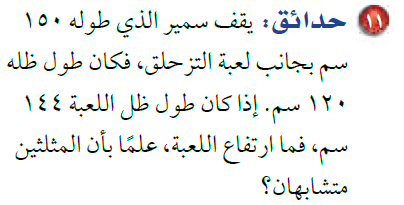 ١١ حدائق: يقف سمير الذي طوله ١٥٠
سم بجانب لعبة التزحلق، فكان طول ظله
١٢٠ سم. إذا كان طول ظل اللعبة ١٤٤
سم، فما ارتفاع اللعبة، علمًا بأن المثلثين
متشابهان؟